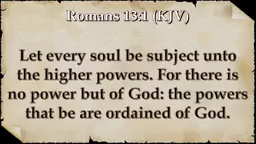 Romans 13:1 (KJV)
Let every soul be subject unto
the higher powers. For there is
no power but of God: the powers
that be are ordained of God.